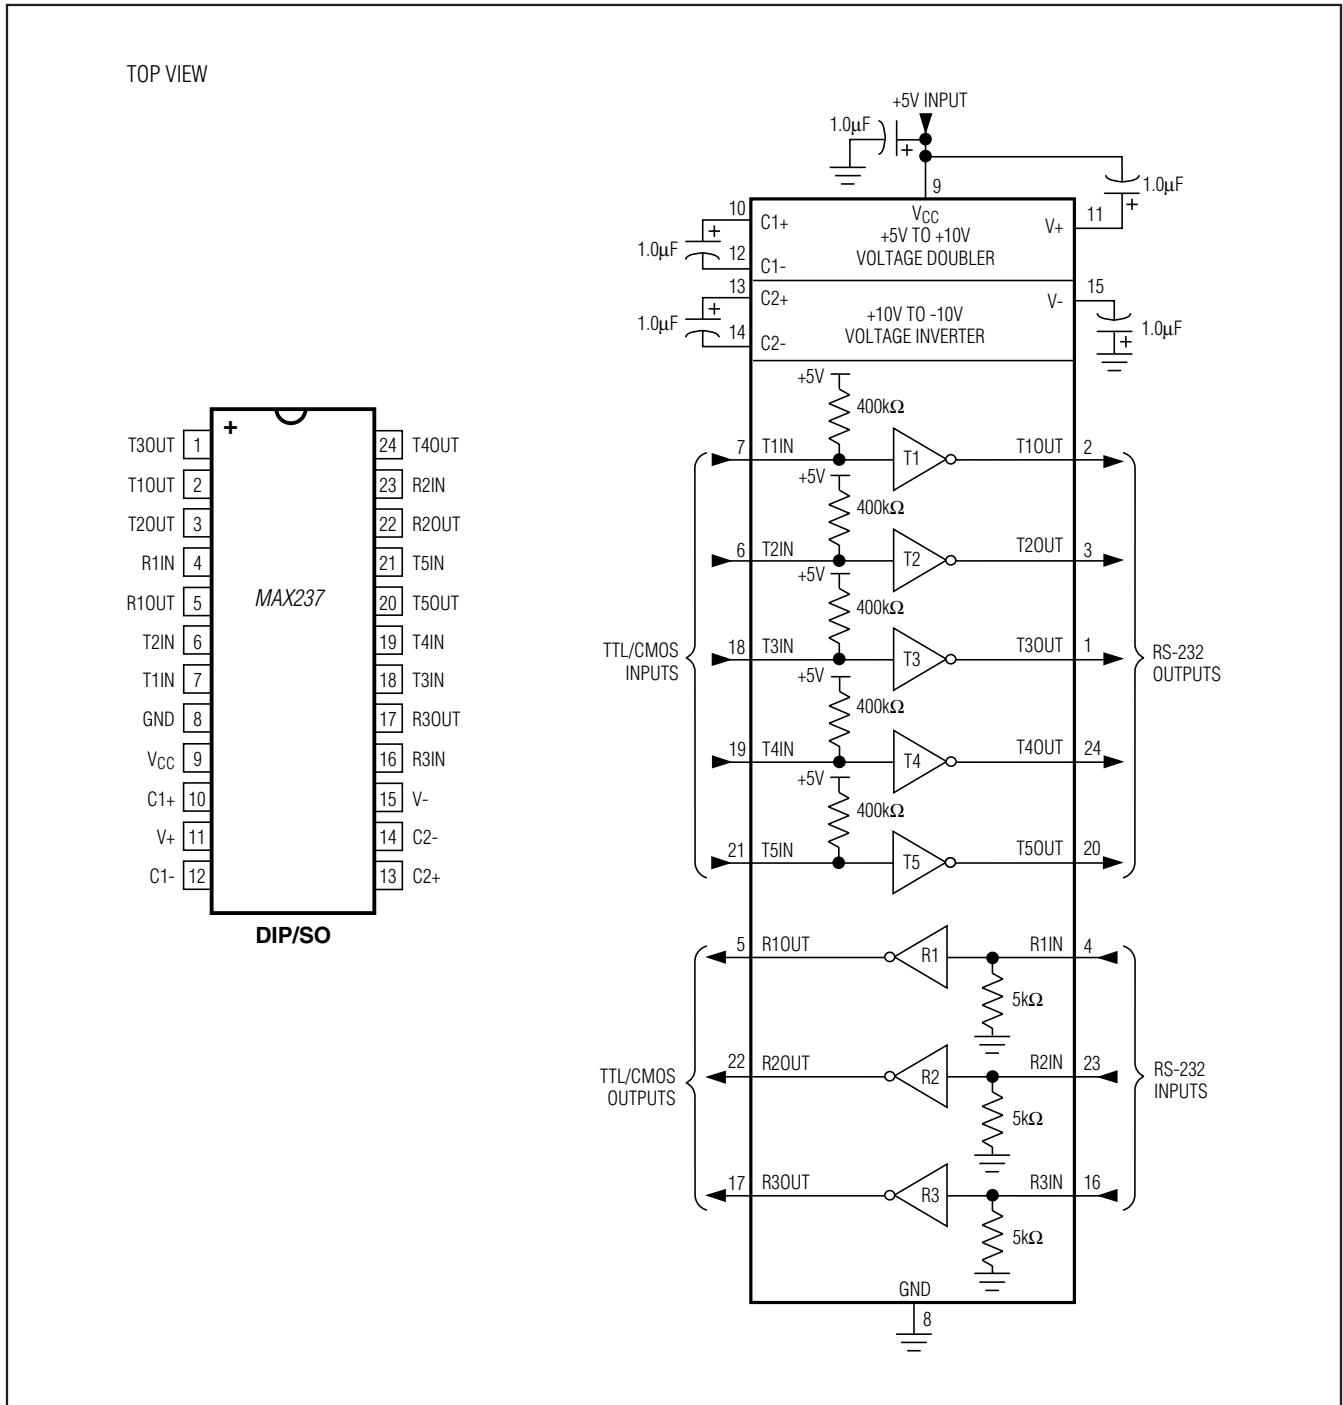 TOP VIEW
+
T3OUT 1
T1OUT 2
T2OUT 3
R1IN 4
R1OUT 5
T2IN 6
T1IN 7
GND 8
VCC 9
C1+ 10
V+ 11
C1- 12
MAX237
24 T4OUT
23 R2IN
22 R2OUT
21 T5IN
20 T5OUT
19 T4IN
18 T3IN
17 R3OUT
16 R3IN
15 V-
14 C2-
13 C2+
DIP/SO
+5V INPUT
1.0µF
+
9
1.0µF
+
VCC
+5V TO +10V
VOLTAGE DOUBLER
10
C1+
1.0µF
+
12
C1-
V+
11
13
C2+
1.0µF
+
14
C2-
+10V TO -10V
VOLTAGE INVERTER
V-
15
1.0µF
+
+5V
400kΩ
7 T1IN T1 T1OUT 2
+5V
400kΩ
6 T2IN T2 T2OUT 3
+5V
400kΩ
18 T3IN T3 T3OUT 1
+5V
400kΩ
19 T4IN T4 T4OUT 24
+5V
400kΩ
21 T5IN T5 T5OUT 20
TTL/CMOS
INPUTS
RS-232
OUTPUTS
5 R1OUT R1 R1IN 4
5kΩ
22 R2OUT R2 R2IN 23
5kΩ
17 R3OUT R3 R3IN 16
5kΩ
TTL/CMOS
OUTPUTS
RS-232
INPUTS
GND
8